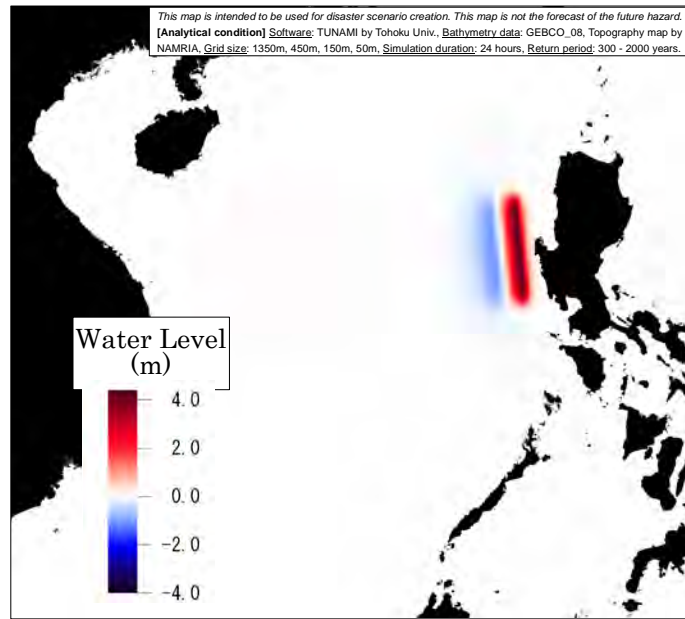 This map is intended to be used for disaster scenario creation. This map is not the forecast of the future hazard.
[Analytical condition] Software: TUNAMI by Tohoku Univ., Bathymetry data: GEBCO_08, Topography map by
NAMRIA, Grid size: 1350m, 450m, 150m, 50m, Simulation duration: 24 hours, Return period: 300 - 2000 years.
Water Level
(m)
4.0
2.0
0.0
-2.0
-4.0